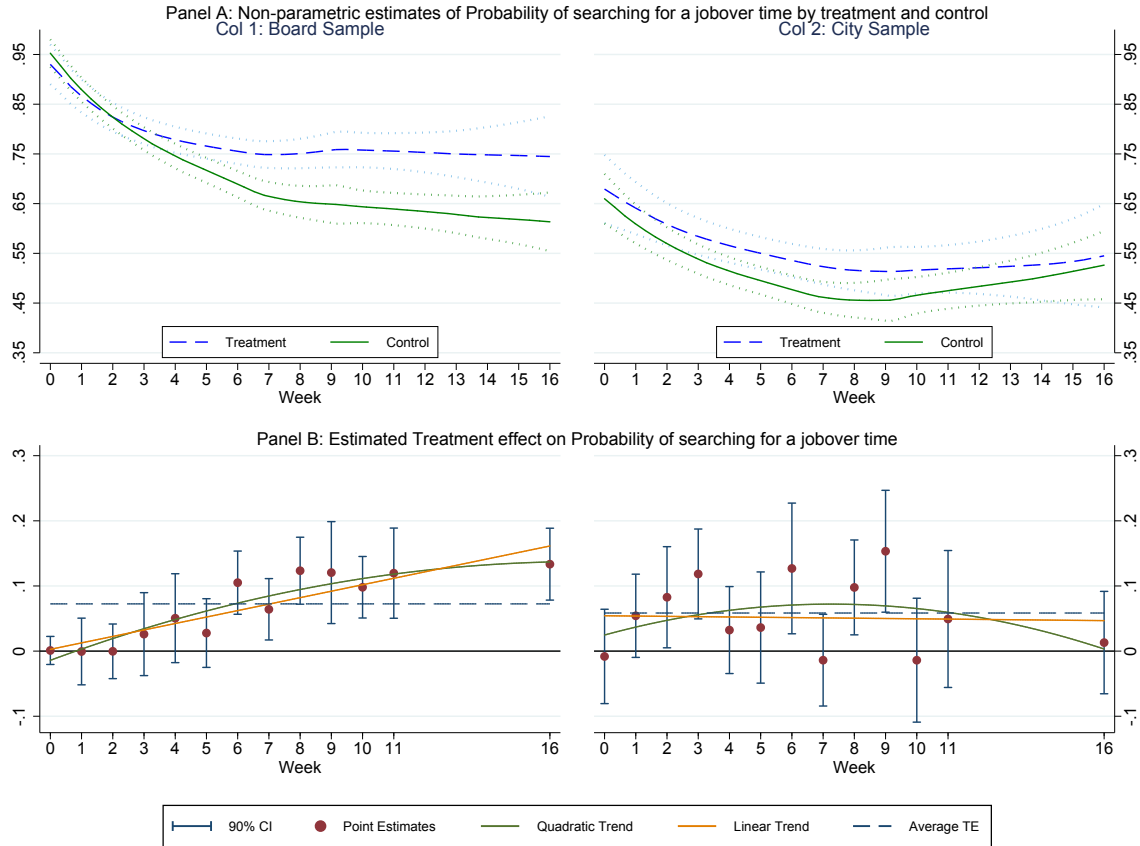 Panel A: Non-parametric estimates of Probability of searching for a jobover time by treatment and control
Col 1: Board Sample
Col 2: City Sample
.95
.85
.75
.65
.55
.45
.35
.95
.85
.75
.65
.55
.45
.35
Treatment
Control
Treatment
Control
0 1 2 3 4 5 6 7 8 9 10 11 12 13 14 15 16
0 1 2 3 4 5 6 7 8 9 10 11 12 13 14 15 16
Week
Week
Panel B: Estimated Treatment effect on Probability of searching for a jobover time
.3
.2
.1
0
-.1
.3
.2
.1
0
-.1
0 1 2 3 4 5 6 7 8 9 10 11 16
0 1 2 3 4 5 6 7 8 9 10 11 16
Week
Week
90% CI
Point Estimates
Quadratic Trend
Linear Trend
Average TE